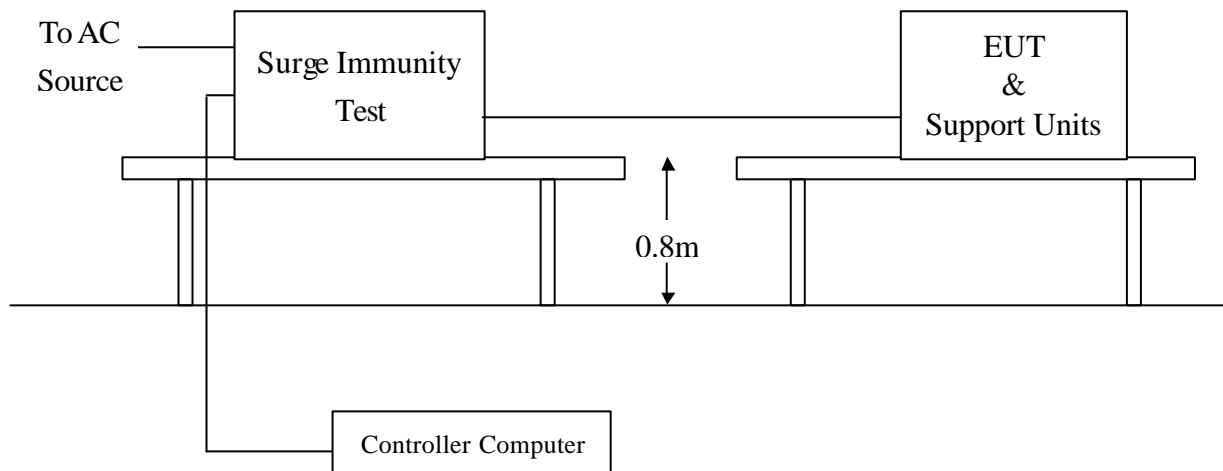 To AC
Source
Surge Immunity
Test
EUT
&
Support Units
0.8m
Controller Computer